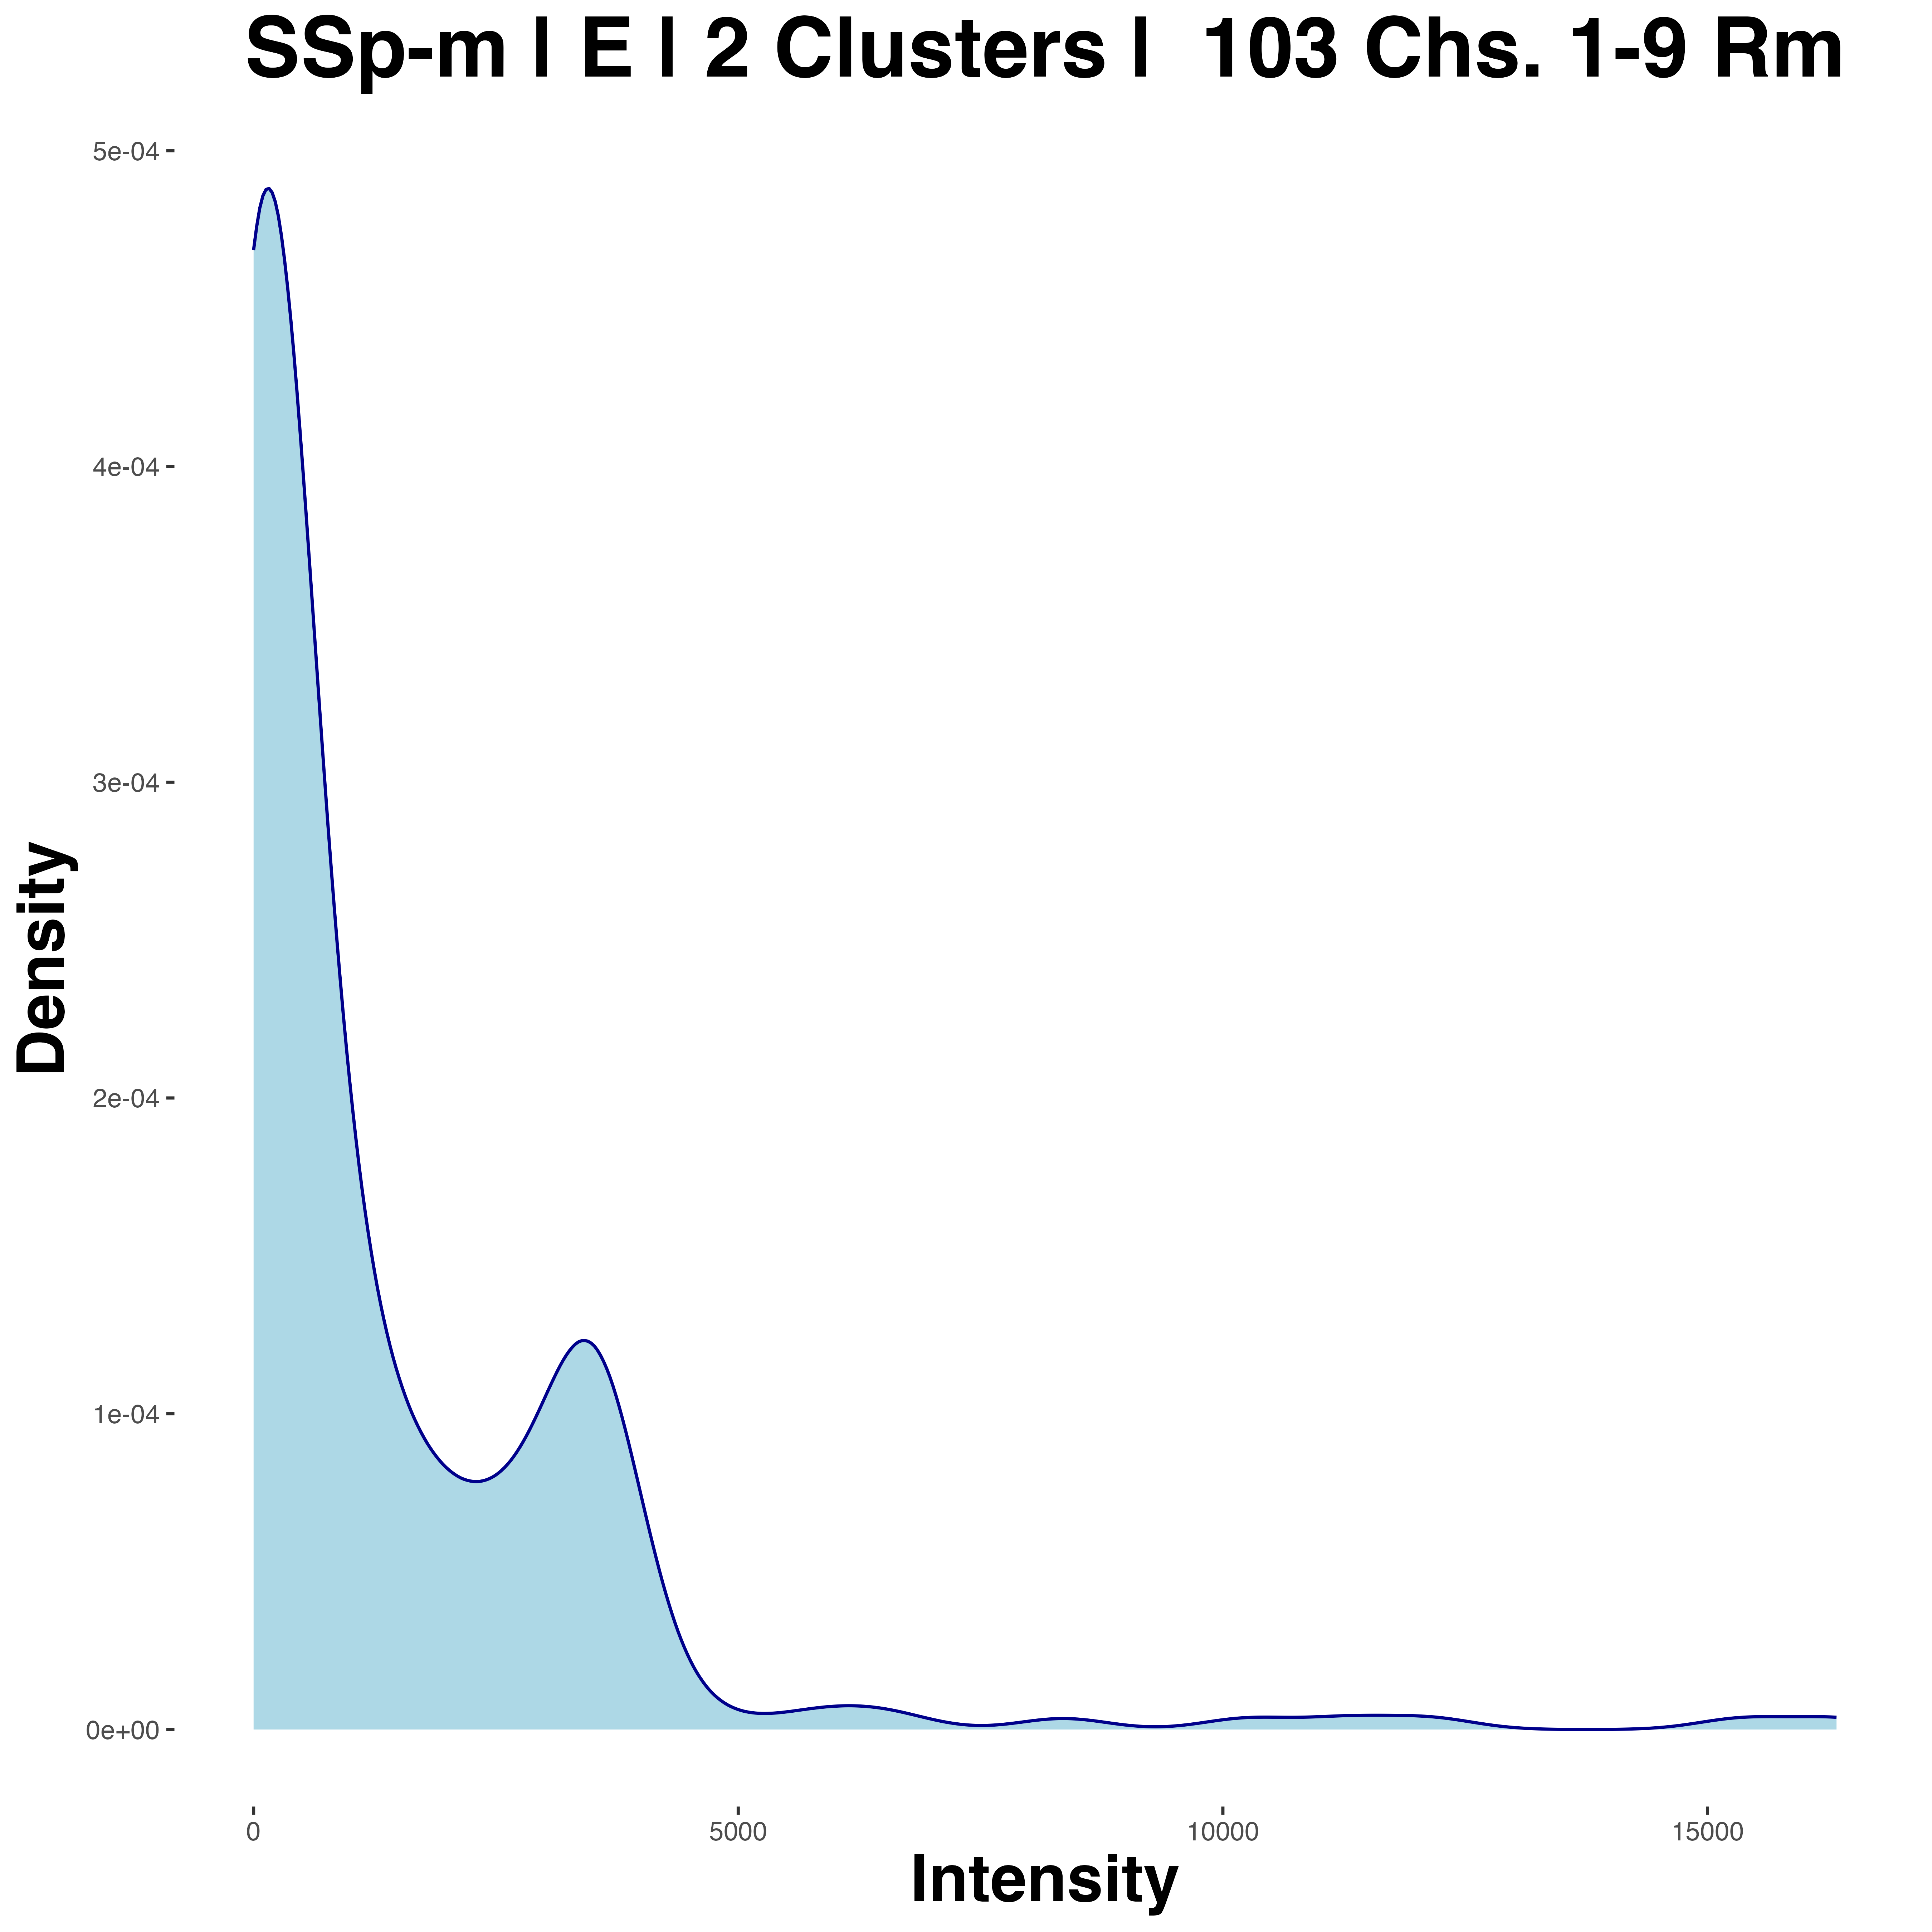 SSp-m | E | 2 Clusters |  103 Chs. 1-9 Rm
5e-04
4e-04
3e-04
2e-04
1e-04
0e+00
Density
0 5000 10000 15000
Intensity